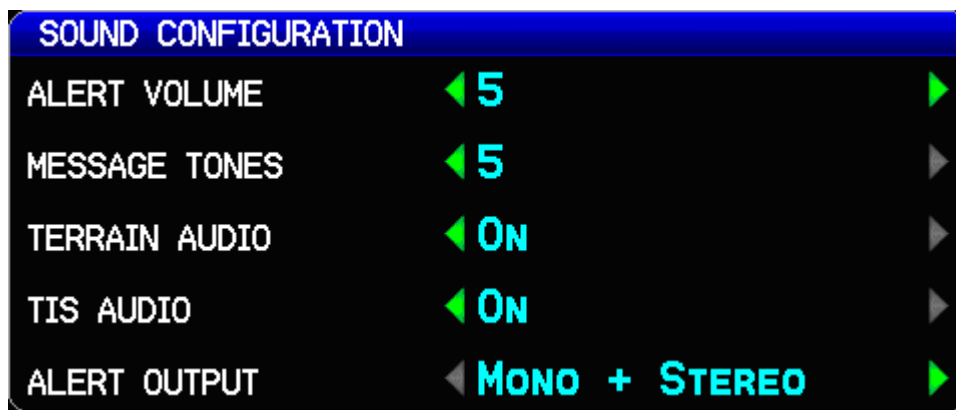 SOUND CONFIGURATION
ALERT VOLUME 5
MESSAGE TONES 5
TERRAIN AUDIO On
TIS AUDIO On
ALERT OUTPUT Mono + Stereo